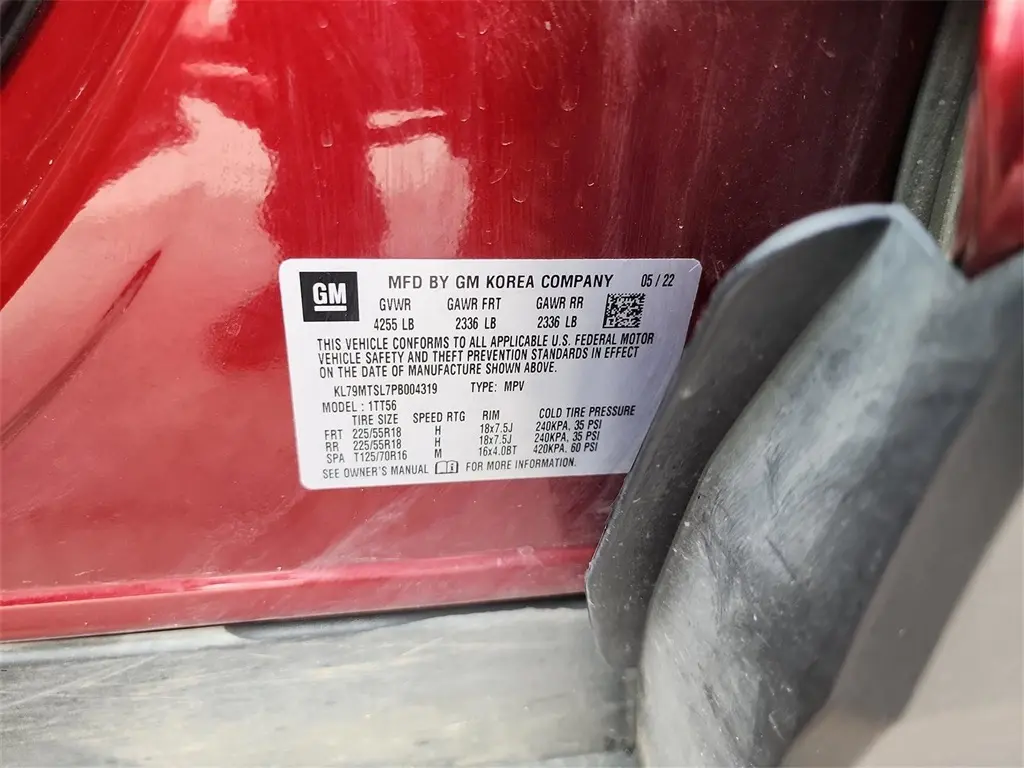 GM
MFD BY GM KOREA COMPANY 05 / 22
GVWR GAWR FRT GAWR RR
4255 LB 2336 LB 2336 LB
THIS VEHICLE CONFORMS TO ALL APPLICABLE U.S. FEDERAL MOTOR
VEHICLE SAFETY AND THEFT PREVENTION STANDARDS IN EFFECT
ON THE DATE OF MANUFACTURE SHOWN ABOVE.
KL79MTSL7PB004319 TYPE: MPV
MODEL : 1TT56
TIRE SIZE SPEED RTG RIM COLD TIRE PRESSURE
FRT 225/55R18 H 18x7.5J 240KPA, 35 PSI
RR 225/55R18 H 18x7.5J 240KPA, 35 PSI
SPA T125/70R16 M 16x4.0BT 420KPA, 60 PSI
SEE OWNER'S MANUAL FOR MORE INFORMATION.